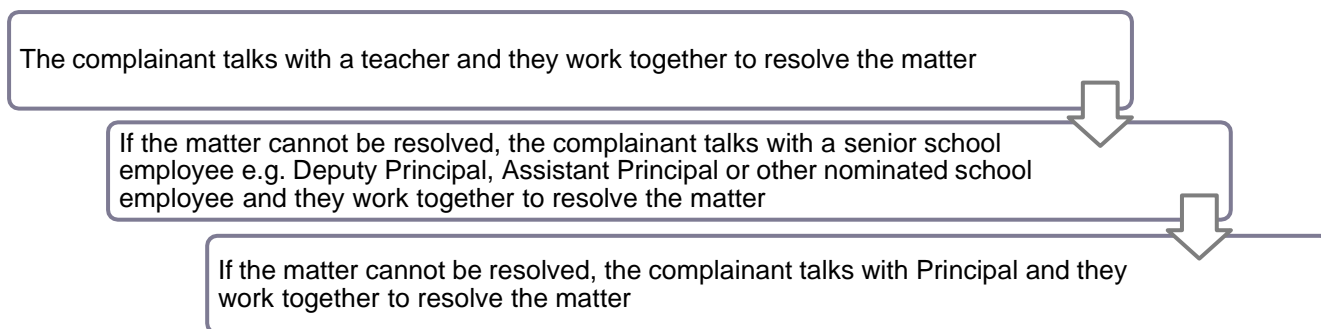 The complainant talks with a teacher and they work together to resolve the matter
If the matter cannot be resolved, the complainant talks with a senior school
employee e.g. Deputy Principal, Assistant Principal or other nominated school
employee and they work together to resolve the matter
If the matter cannot be resolved, the complainant talks with Principal and they
work together to resolve the matter